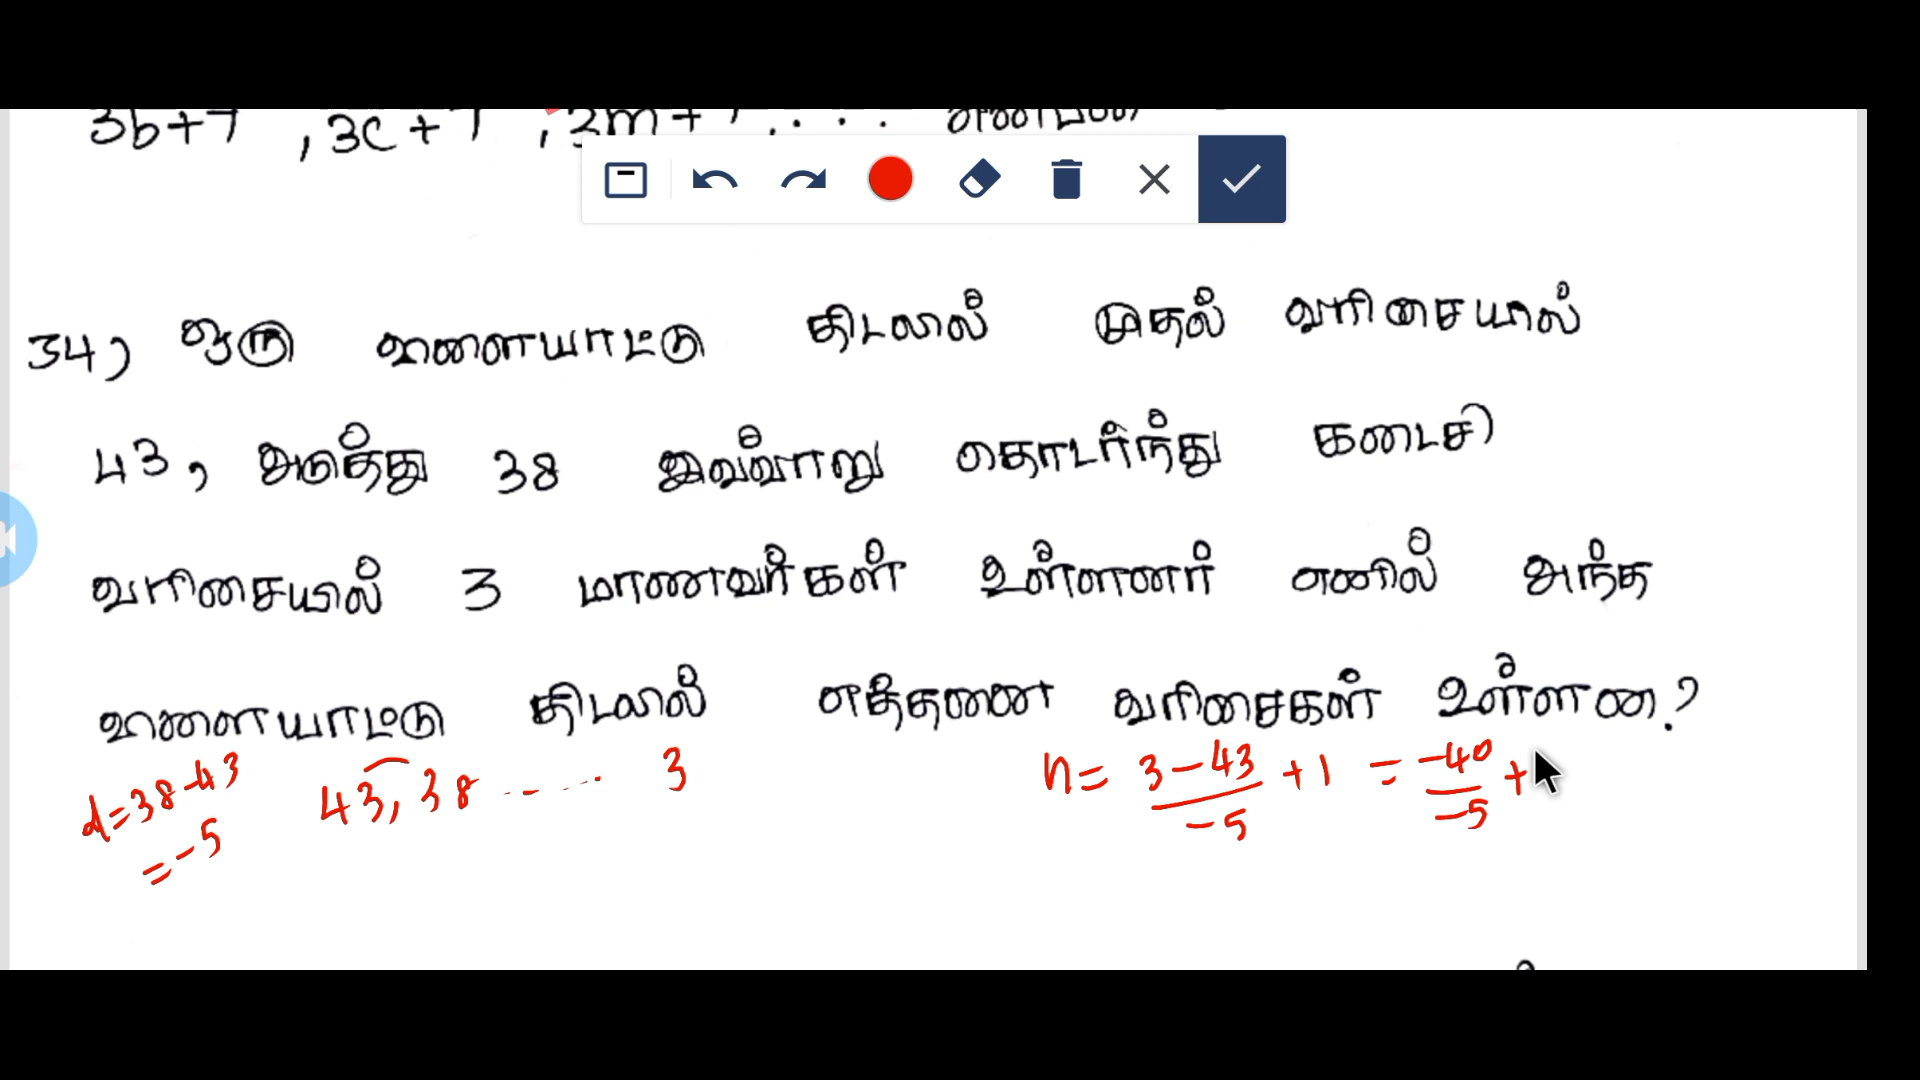 3b+7 , 3c+7 , 3m+7 , . . .
34) ஒரு விளையாட்டு திடலில் முதல் வரிசையில்
43, அடுத்து 38 இவ்வாறு தொடர்ந்து கடைசி
வரிசையில் 3 மாணவர்கள் உள்ளனர் எனில் அந்த
விளையாட்டு திடலில் எத்தனை வரிசைகள் உள்ளன?
d=38-43 43, 38 ........ 3 n= (3-43)/-5 +1 = -40/-5 +
= -5